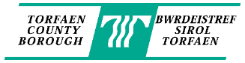 TORFAEN
COUNTY
BOROUGH
BWRDEISTREF
SIROL
TORFAEN